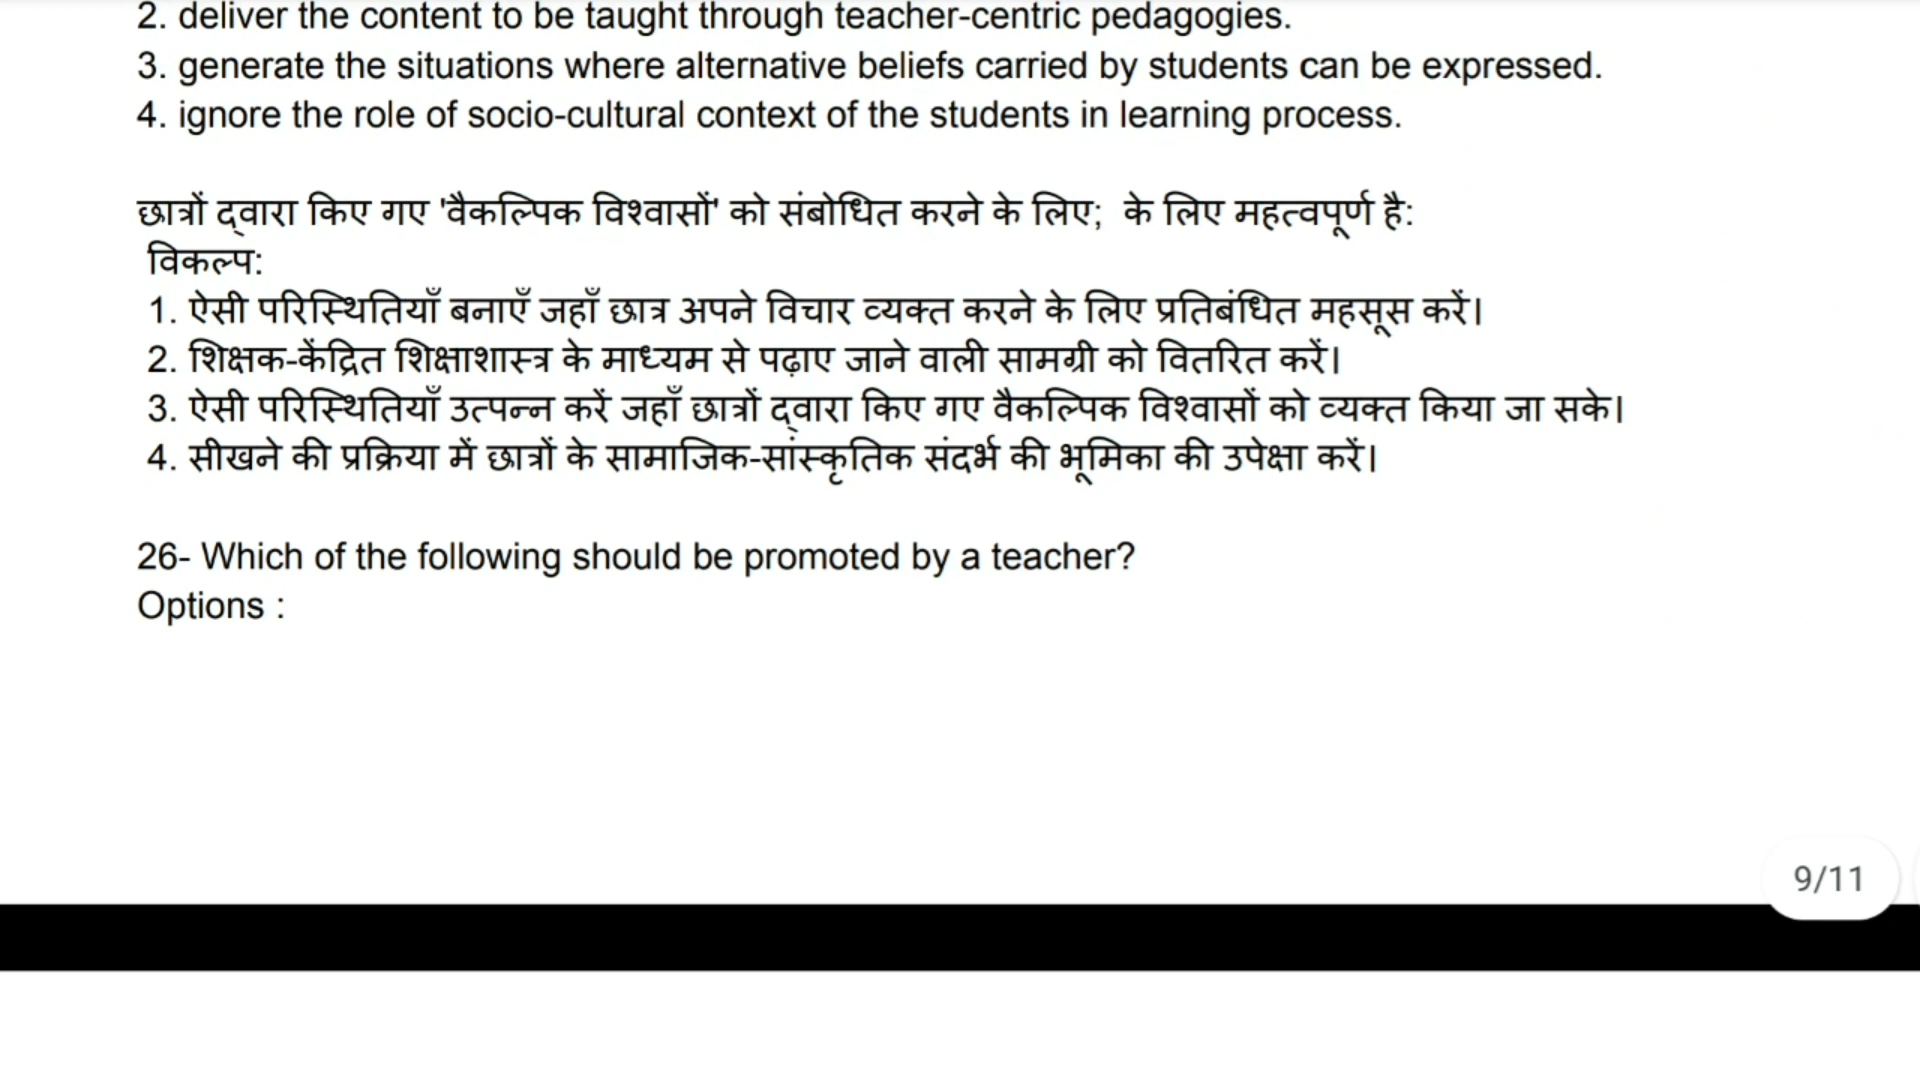 2. deliver the content to be taught through teacher-centric pedagogies.
3. generate the situations where alternative beliefs carried by students can be expressed.
4. ignore the role of socio-cultural context of the students in learning process.
छात्रों द्वारा किए गए 'वैकल्पिक विश्वासों' को संबोधित करने के लिए; के लिए महत्वपूर्ण है:
विकल्प:
1. ऐसी परिस्थितियाँ बनाएँ जहाँ छात्र अपने विचार व्यक्त करने के लिए प्रतिबंधित महसूस करें।
2. शिक्षक-केंद्रित शिक्षाशास्त्र के माध्यम से पढ़ाए जाने वाली सामग्री को वितरित करें।
3. ऐसी परिस्थितियाँ उत्पन्न करें जहाँ छात्रों द्वारा किए गए वैकल्पिक विश्वासों को व्यक्त किया जा सके।
4. सीखने की प्रक्रिया में छात्रों के सामाजिक-सांस्कृतिक संदर्भ की भूमिका की उपेक्षा करें।
26- Which of the following should be promoted by a teacher?
Options :
9/11